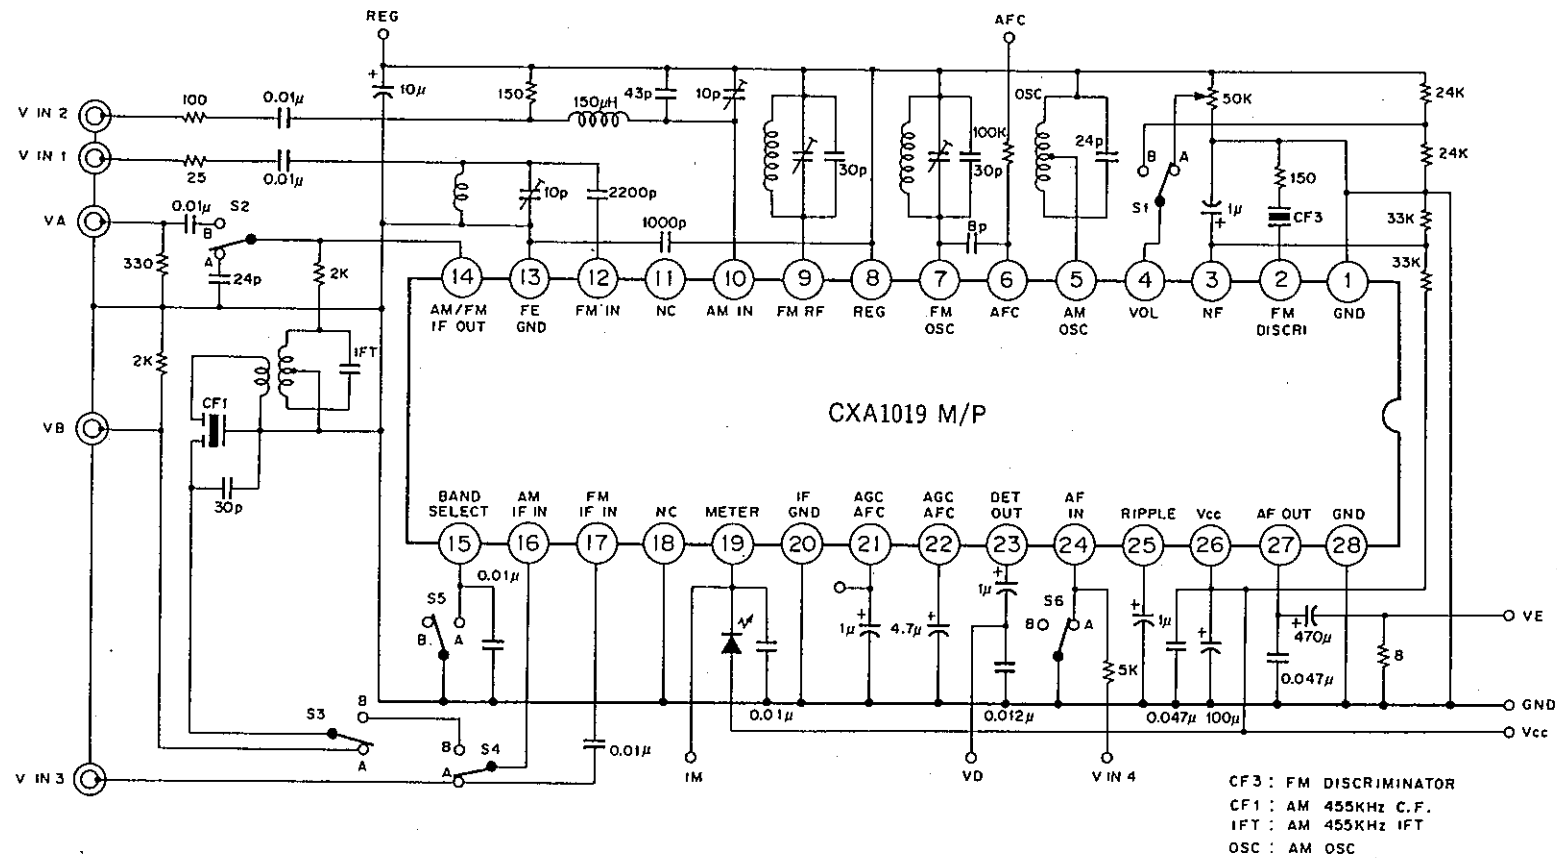 REG
AFC
V IN 2
100
0.01μ
+
10μ
150
150μH
43p
10p
OSC
50K
24K
V IN 1
25
0.01μ
10p
2200p
30p
100K
30p
24p
B
A
S1
150
24K
VA
0.01μ
S2
B
A
1000p
8p
1μ
+
CF3
33K
330
24p
2K
33K
14
13
12
11
10
9
8
7
6
5
4
3
2
1
AM/FM
IF OUT
FE
GND
FM IN
NC
AM IN
FM RF
REG
FM
OSC
AFC
AM
OSC
VOL
NF
FM
DISCRI
GND
2K
IFT
CF1
VB
CXA1019 M/P
30p
BAND
SELECT
AM
IF IN
FM
IF IN
NC
METER
IF
GND
AGC
AFC
AGC
AFC
DET
OUT
AF
IN
RIPPLE
Vcc
AF OUT
GND
15
16
17
18
19
20
21
22
23
24
25
26
27
28
0.01μ
S5
B.
A
+
1μ
+
4.7μ
+
1μ
S6
B
A
+
1μ
+
+
470μ
8
VE
5K
0.047μ
0.01μ
0.012μ
0.047μ
100μ
GND
S3
B
A
B
A
S4
0.01μ
Vcc
V IN 3
IM
VD
V IN 4
CF3 : FM DISCRIMINATOR
CF1 : AM 455KHz C.F.
IFT : AM 455KHz IFT
OSC : AM OSC